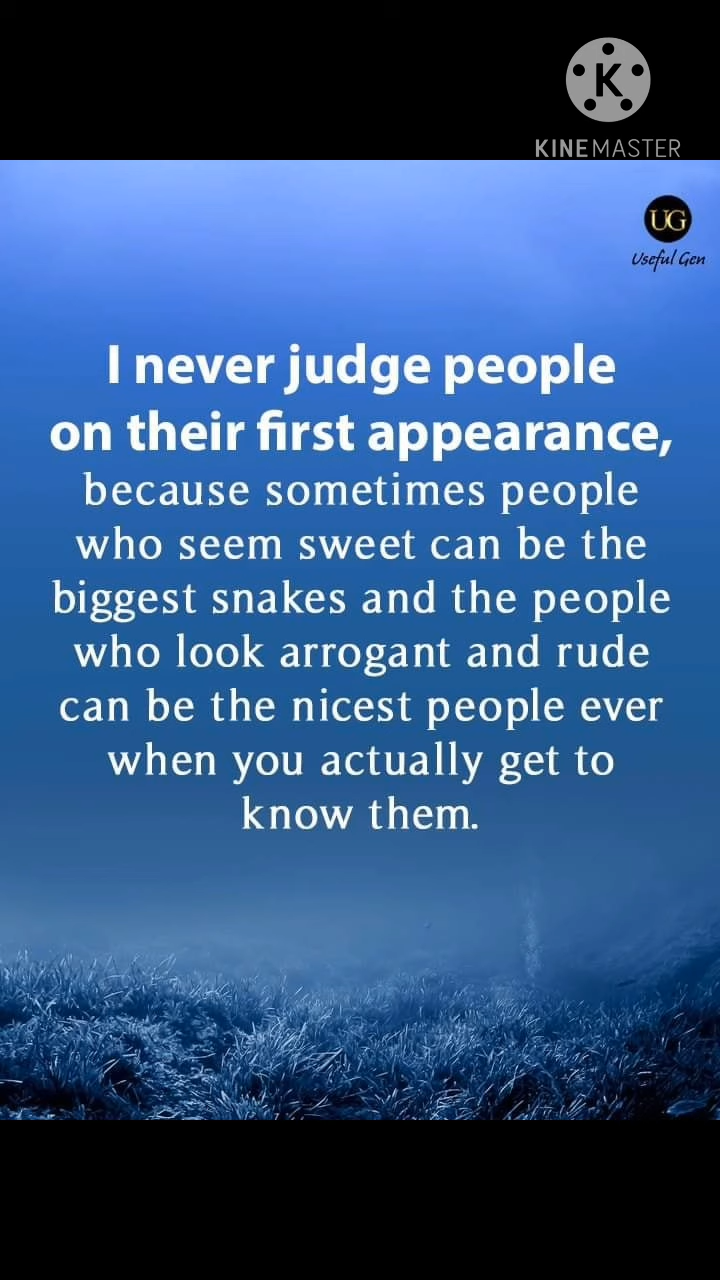 K
KINEMASTER
UG
Useful Gen
I never judge people
on their first appearance,
because sometimes people
who seem sweet can be the
biggest snakes and the people
who look arrogant and rude
can be the nicest people ever
when you actually get to
know them.